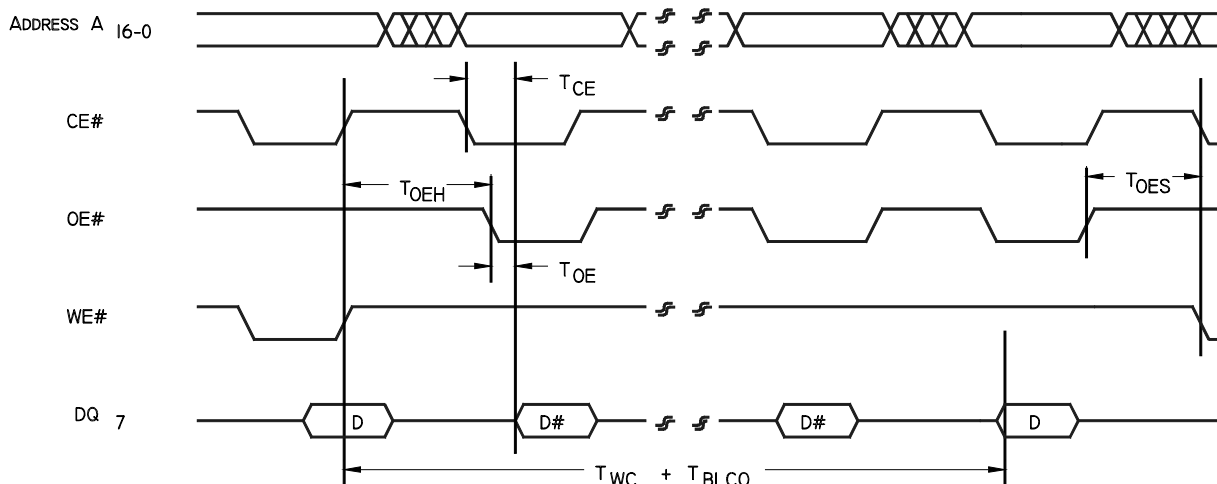 ADDRESS A 16-0
T CE
CE#
T OEH
T OES
OE#
T OE
WE#
DQ 7
D
D#
D#
D
T WC + T BLCO